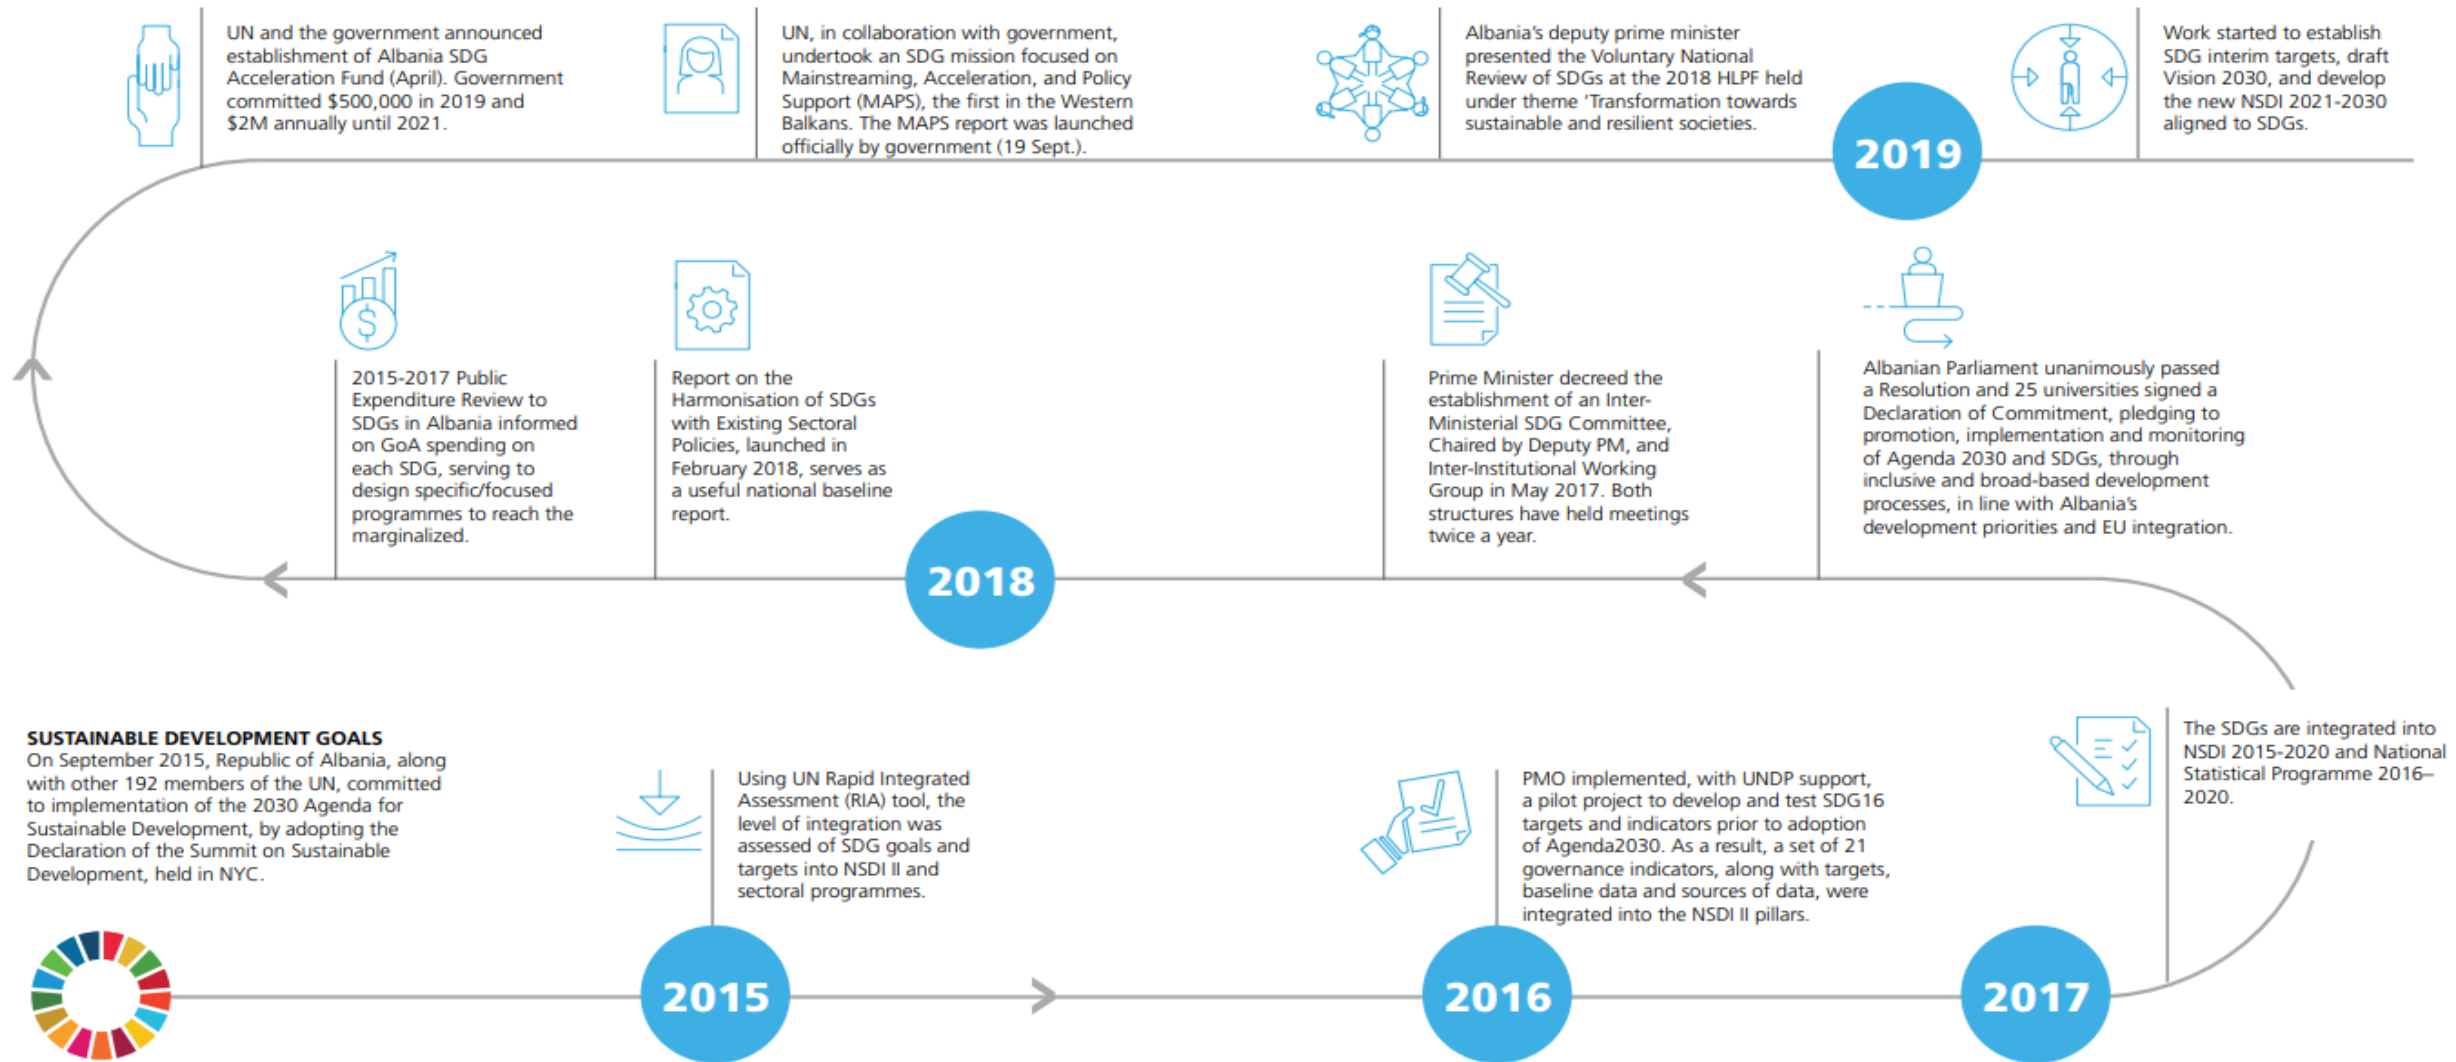 UN and the government announced
establishment of Albania SDG
Acceleration Fund (April). Government
committed $500,000 in 2019 and
$2M annually until 2021.
UN, in collaboration with government,
undertook an SDG mission focused on
Mainstreaming, Acceleration, and Policy
Support (MAPS), the first in the Western
Balkans. The MAPS report was launched
officially by government (19 Sept.).
Albania's deputy prime minister
presented the Voluntary National
Review of SDGs at the 2018 HLPF held
under theme 'Transformation towards
sustainable and resilient societies.
2019
Work started to establish
SDG interim targets, draft
Vision 2030, and develop
the new NSDI 2021-2030
aligned to SDGs.
2015-2017 Public
Expenditure Review to
SDGs in Albania informed
on GoA spending on
each SDG, serving to
design specific/focused
programmes to reach the
marginalized.
Report on the
Harmonisation of SDGs
with Existing Sectoral
Policies, launched in
February 2018, serves as
a useful national baseline
report.
2018
Prime Minister decreed the
establishment of an Inter-
Ministerial SDG Committee,
Chaired by Deputy PM, and
Inter-Institutional Working
Group in May 2017. Both
structures have held meetings
twice a year.
Albanian Parliament unanimously passed
a Resolution and 25 universities signed a
Declaration of Commitment, pledging to
promotion, implementation and monitoring
of Agenda 2030 and SDGs, through
inclusive and broad-based development
processes, in line with Albania's
development priorities and EU integration.
SUSTAINABLE DEVELOPMENT GOALS
On September 2015, Republic of Albania, along
with other 192 members of the UN, committed
to implementation of the 2030 Agenda for
Sustainable Development, by adopting the
Declaration of the Summit on Sustainable
Development, held in NYC.
Using UN Rapid Integrated
Assessment (RIA) tool, the
level of integration was
assessed of SDG goals and
targets into NSDI II and
sectoral programmes.
2015
PMO implemented, with UNDP support,
a pilot project to develop and test SDG16
targets and indicators prior to adoption
of Agenda2030. As a result, a set of 21
governance indicators, along with targets,
baseline data and sources of data, were
integrated into the NSDI II pillars.
2016
2017
The SDGs are integrated into
NSDI 2015-2020 and National
Statistical Programme 2016–
2020.